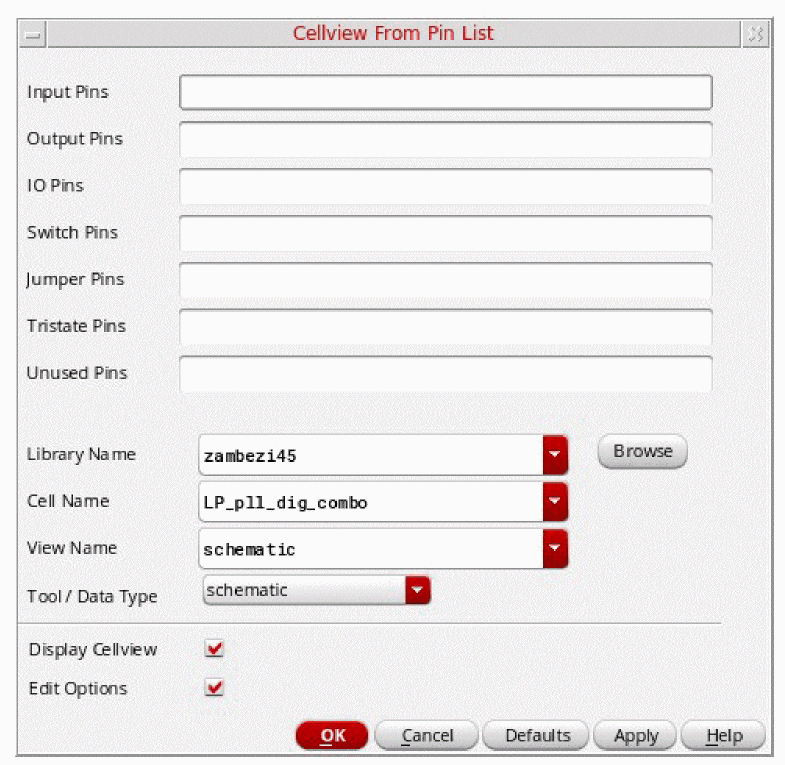 Cellview From Pin List
Input Pins
Output Pins
IO Pins
Switch Pins
Jumper Pins
Tristate Pins
Unused Pins
Library Name zambezi45 Browse
Cell Name LP_pll_dig_combo
View Name schematic
Tool / Data Type schematic
Display Cellview
Edit Options
OK Cancel Defaults Apply Help